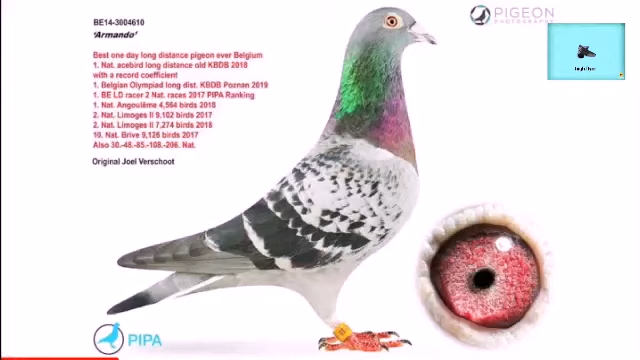 BE14-3004610
'Armando'
Best one day long distance pigeon ever Belgium
1. Nat. acebird long distance old KBDB 2018
with a record coefficient
1. Belgian Olympiad long dist. KBDB Poznan 2019
1. BE LD racer 2 Nat. races 2017 PIPA Ranking
1. Nat. Angoulême 4,564 birds 2018
2. Nat. Limoges II 9,102 birds 2017
2. Nat. Limoges II 7,274 birds 2018
10. Nat. Brive 9,126 birds 2017
Also 30.-48.-85.-108.-206. Nat.
Original Joel Verschoot
PIGEON
PHOTOGRAPHY
PIPA